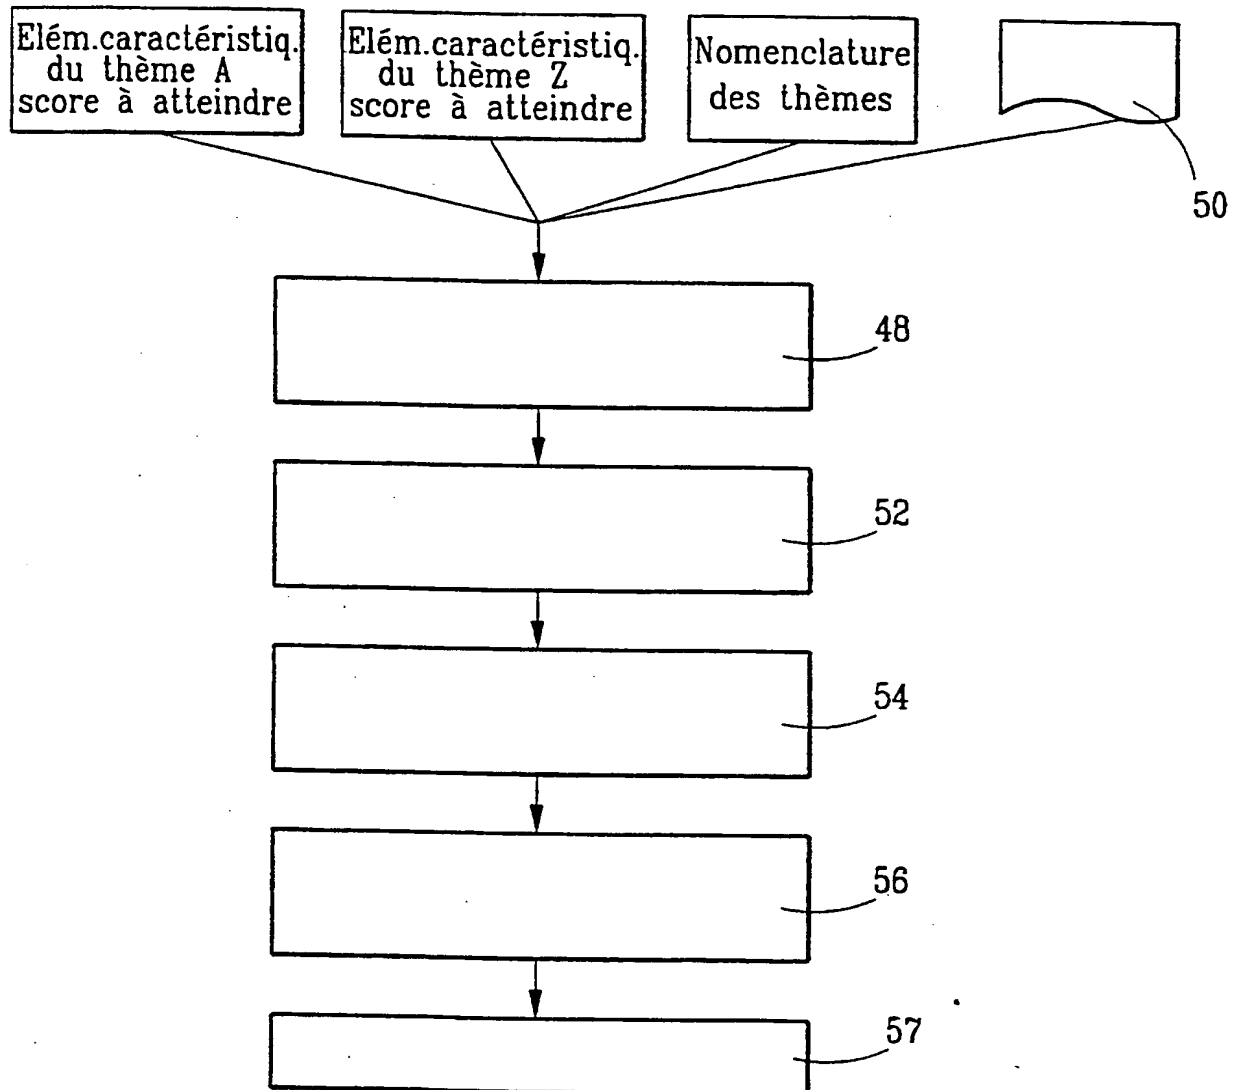 Elém.caractéristiq.
du thème A
score à atteindre
Elém.caractéristiq.
du thème Z
score à atteindre
Nomenclature
des thèmes
50
48
52
54
56
57